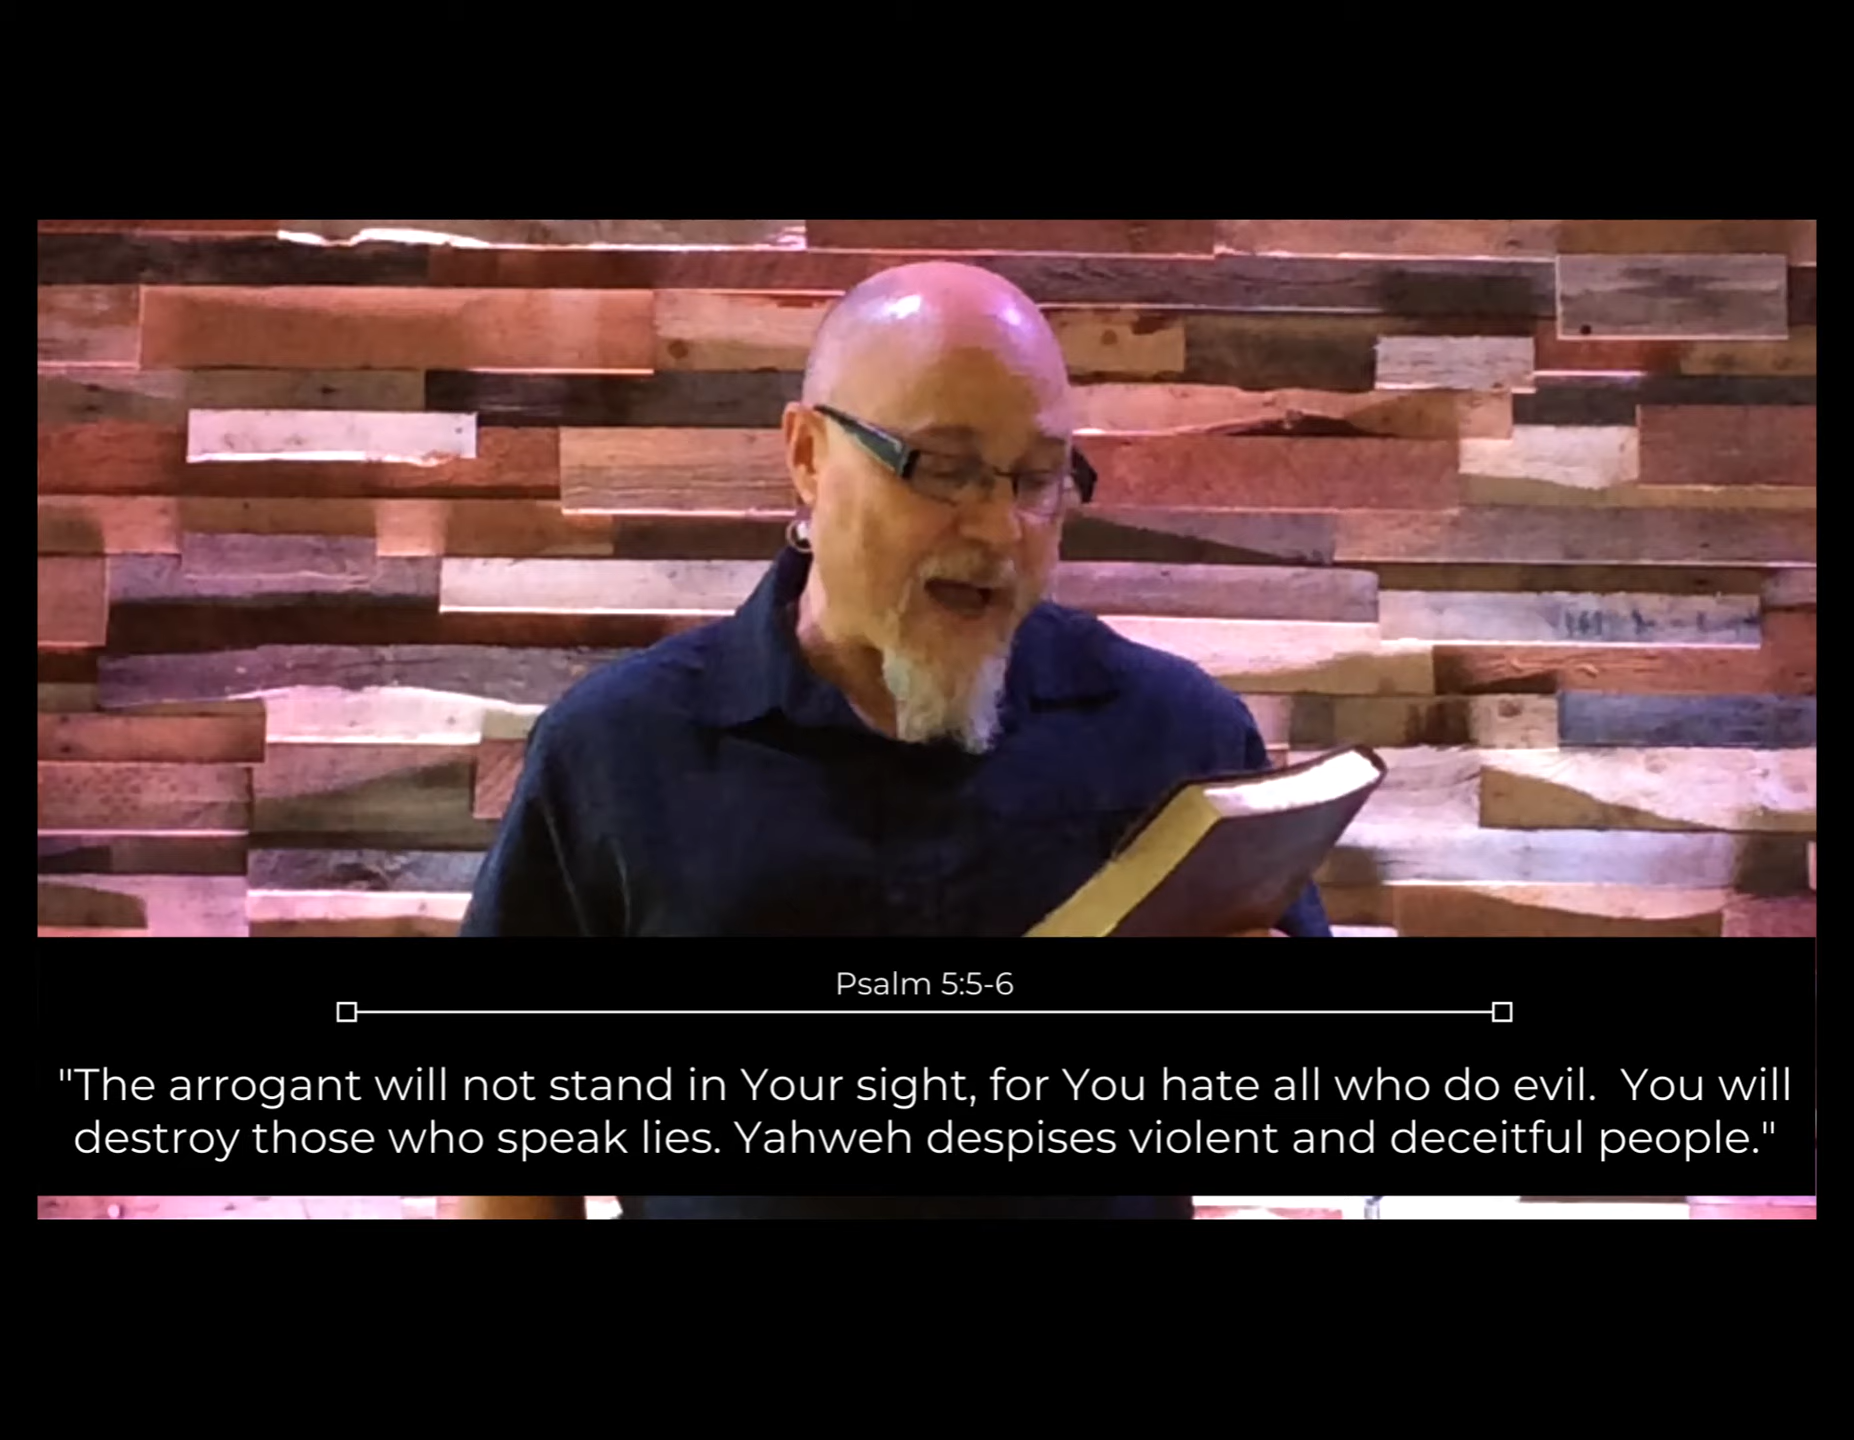 Psalm 5:5-6
"The arrogant will not stand in Your sight, for You hate all who do evil.  You will
destroy those who speak lies. Yahweh despises violent and deceitful people."